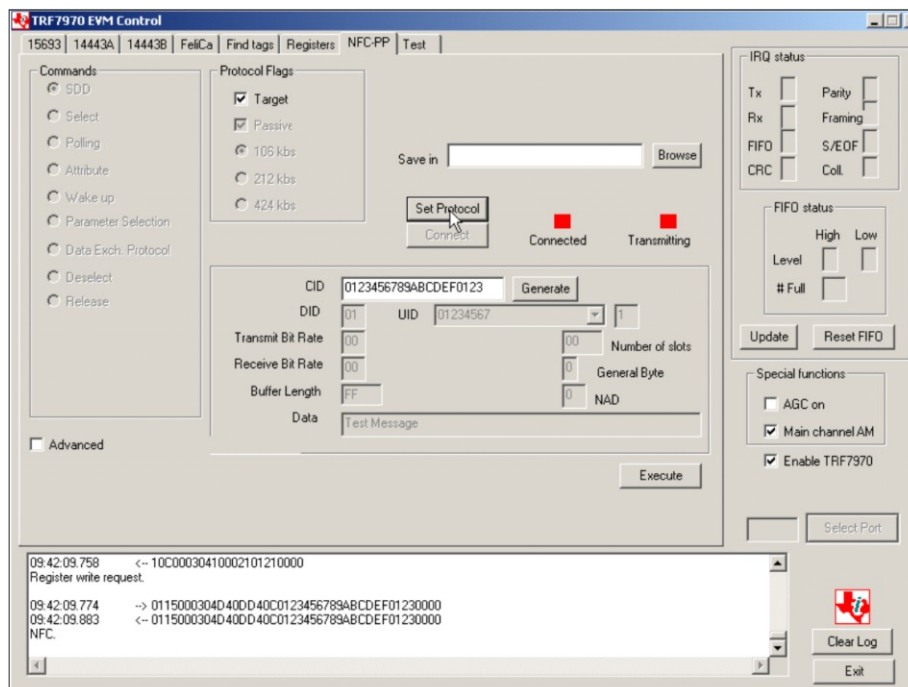 TRF7970 EVM Control
15693 14443A 14443B FeliCa Find tags Registers NFC-PP Test
Commands
SDD
Select
Polling
Attribute
Wake up
Parameter Selection
Data Exch. Protocol
Deselect
Release
Advanced
Protocol Flags
Target
Passive
106 kbs
212 kbs
424 kbs
Save in Browse
Set Protocol
Connect
Connected Transmitting
CID 0123456789ABCDEF0123 Generate
DID 01 UID 01234567 1
Transmit Bit Rate 00 00 Number of slots
Receive Bit Rate 00 0 General Byte
Buffer Length FF 0 NAD
Data Test Message
Execute
IRQ status
Tx Parity
Rx Framing
FIFO S/EOF
CRC Coll.
FIFO status
High Low
Level
# Full
Update Reset FIFO
Special functions
AGC on
Main channel AM
Enable TRF7970
Select Port
09:42:09.758 <-- 10C00030410002101210000
Register write request.
09:42:09.774 --> 0115000304D40DD40C0123456789ABCDEF01230000
09:42:09.883 <-- 0115000304D40DD40C0123456789ABCDEF01230000
NFC.
Clear Log
Exit